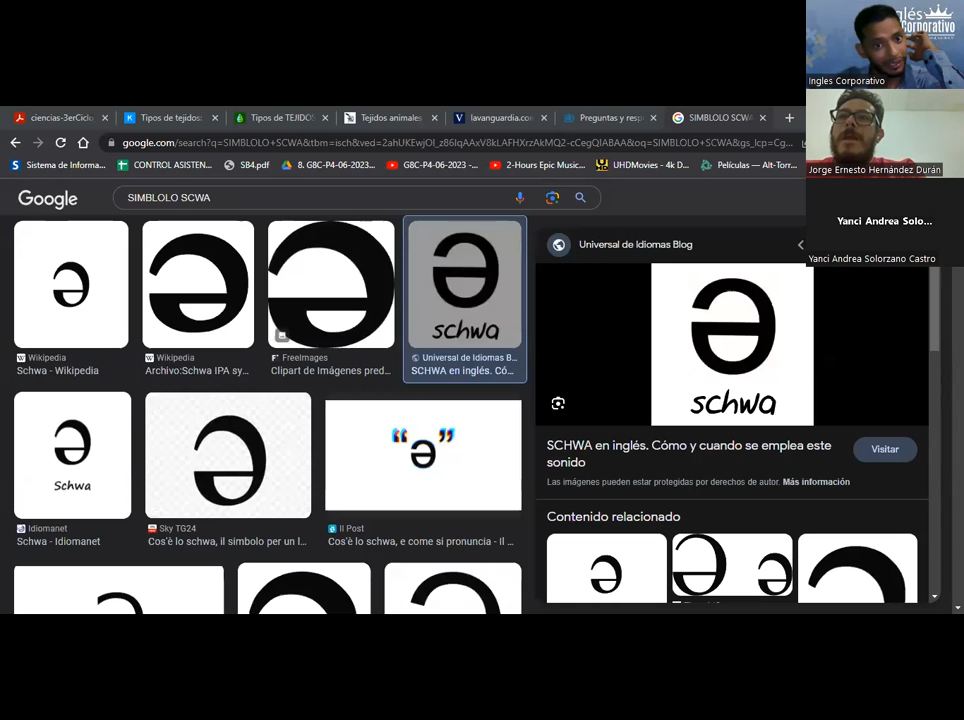 glés
Corporativo
Ingles Corporativo
Jorge Ernesto Hernández Durán
Yanci Andrea Solo...
Yanci Andrea Solorzano Castro
ciencias-3erCiclo
Tipos de tejidos:
Tipos de TEJIDOS
Tejidos animales
lavanguardia.com
Preguntas y resp
SIMBLOLO SCW
google.com/search?q=SIMBLOLO+SCWA&tbm=isch&ved=2ahUKEwjOl_z86IqAAxV8kLAFHXrzAkMQ2-cCegQIABAA&oq=SIMBLOLO+SCWA&gs_lcp=Cg...
Sistema de Informa...
CONTROL ASISTEN...
SB4.pdf
8. G8C-P4-06-2023...
G8C-P4-06-2023 -...
2-Hours Epic Music...
UHDMovies - 4k D...
Películas — Alt-Torr...
Google
SIMBLOLO SCWA
Universal de Idiomas Blog
ə
ə
ə
ə
schwa
ə
schwa
Wikipedia
Schwa - Wikipedia
Wikipedia
Archivo:Schwa IPA sy...
FreeImages
Clipart de Imágenes pred...
Universal de Idiomas B...
SCHWA en inglés. Có...
SCHWA en inglés. Cómo y cuando se emplea este
sonido
Visitar
Las imágenes pueden estar protegidas por derechos de autor. Más información
ə
Schwa
ə
“ə”
Idiomanet
Schwa - Idiomanet
Sky TG24
Cos'è lo schwa, il simbolo per un l...
Il Post
Cos'è lo schwa, e come si pronuncia - Il ...
Contenido relacionado
ə
ə ə